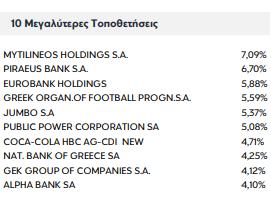 10 Μεγαλύτερες Τοποθετήσεις
MYTILINEOS HOLDINGS S.A. 7,09%
PIRAEUS BANK S.A. 6,70%
EUROBANK HOLDINGS 5,88%
GREEK ORGAN.OF FOOTBALL PROGN.S.A. 5,59%
JUMBO S.A 5,37%
PUBLIC POWER CORPORATION SA 5,08%
COCA-COLA HBC AG-CDI NEW 4,71%
NAT. BANK OF GREECE SA 4,25%
GEK GROUP OF COMPANIES S.A. 4,12%
ALPHA BANK SA 4,10%